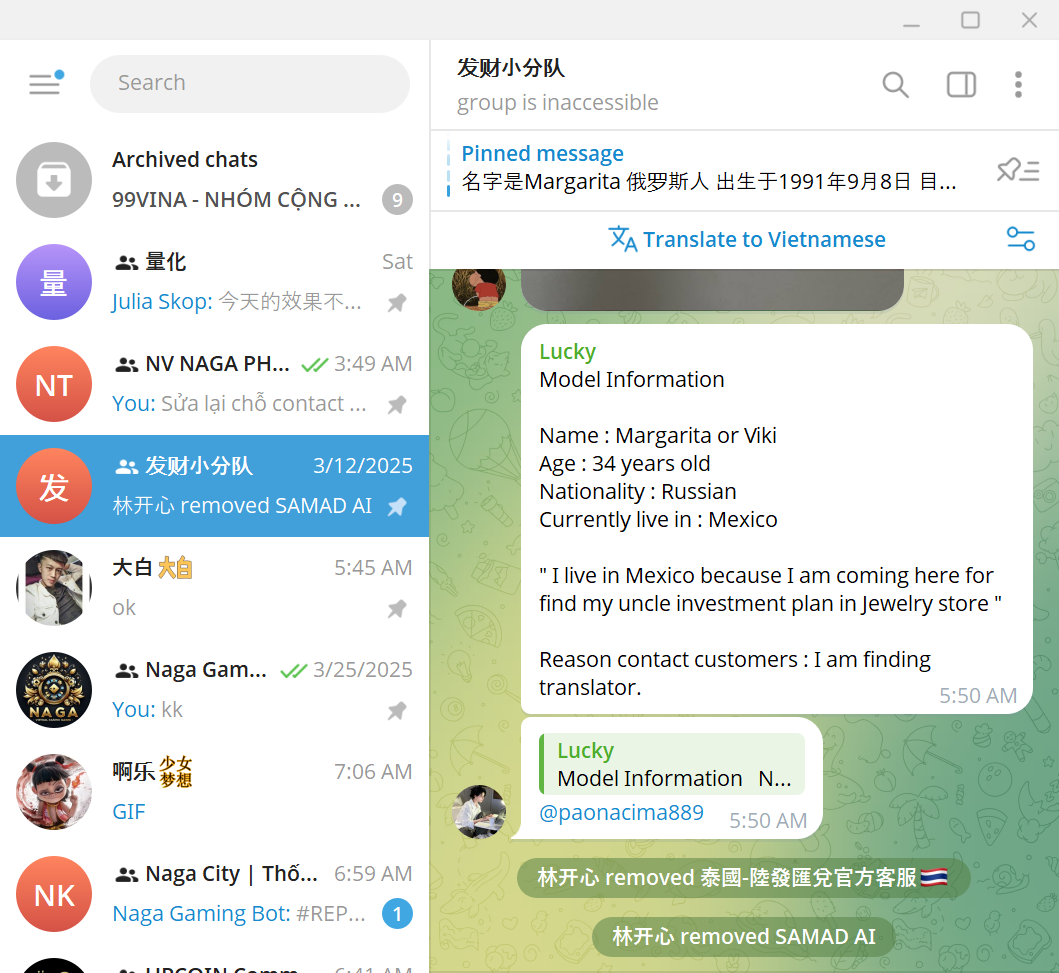 Search
Archived chats
99VINA - NHÓM CỘNG ...
9
量
量化
Sat
Julia Skop: 今天的效果不...
NT
NV NAGA PH...
3:49 AM
You: Sửa lại chỗ contact ...
发
发财小分队
3/12/2025
林开心 removed SAMAD AI
大白 大白
5:45 AM
ok
Naga Gam...
3/25/2025
NAGA
You: kk
啊乐 少女梦想
7:06 AM
GIF
NK
Naga City | Thố...
6:59 AM
Naga Gaming Bot: #REP...
1
6:41 AM
发财小分队
group is inaccessible
Pinned message
名字是Margarita 俄罗斯人 出生于1991年9月8日 目...
Translate to Vietnamese
Lucky
Model Information
Name : Margarita or Viki
Age : 34 years old
Nationality : Russian
Currently live in : Mexico
" I live in Mexico because I am coming here for
find my uncle investment plan in Jewelry store "
Reason contact customers : I am finding
translator.
5:50 AM
Lucky
Model Information N...
@paonacima889
5:50 AM
林开心 removed 泰國-陸發匯兌官方客服🇹🇭
林开心 removed SAMAD AI